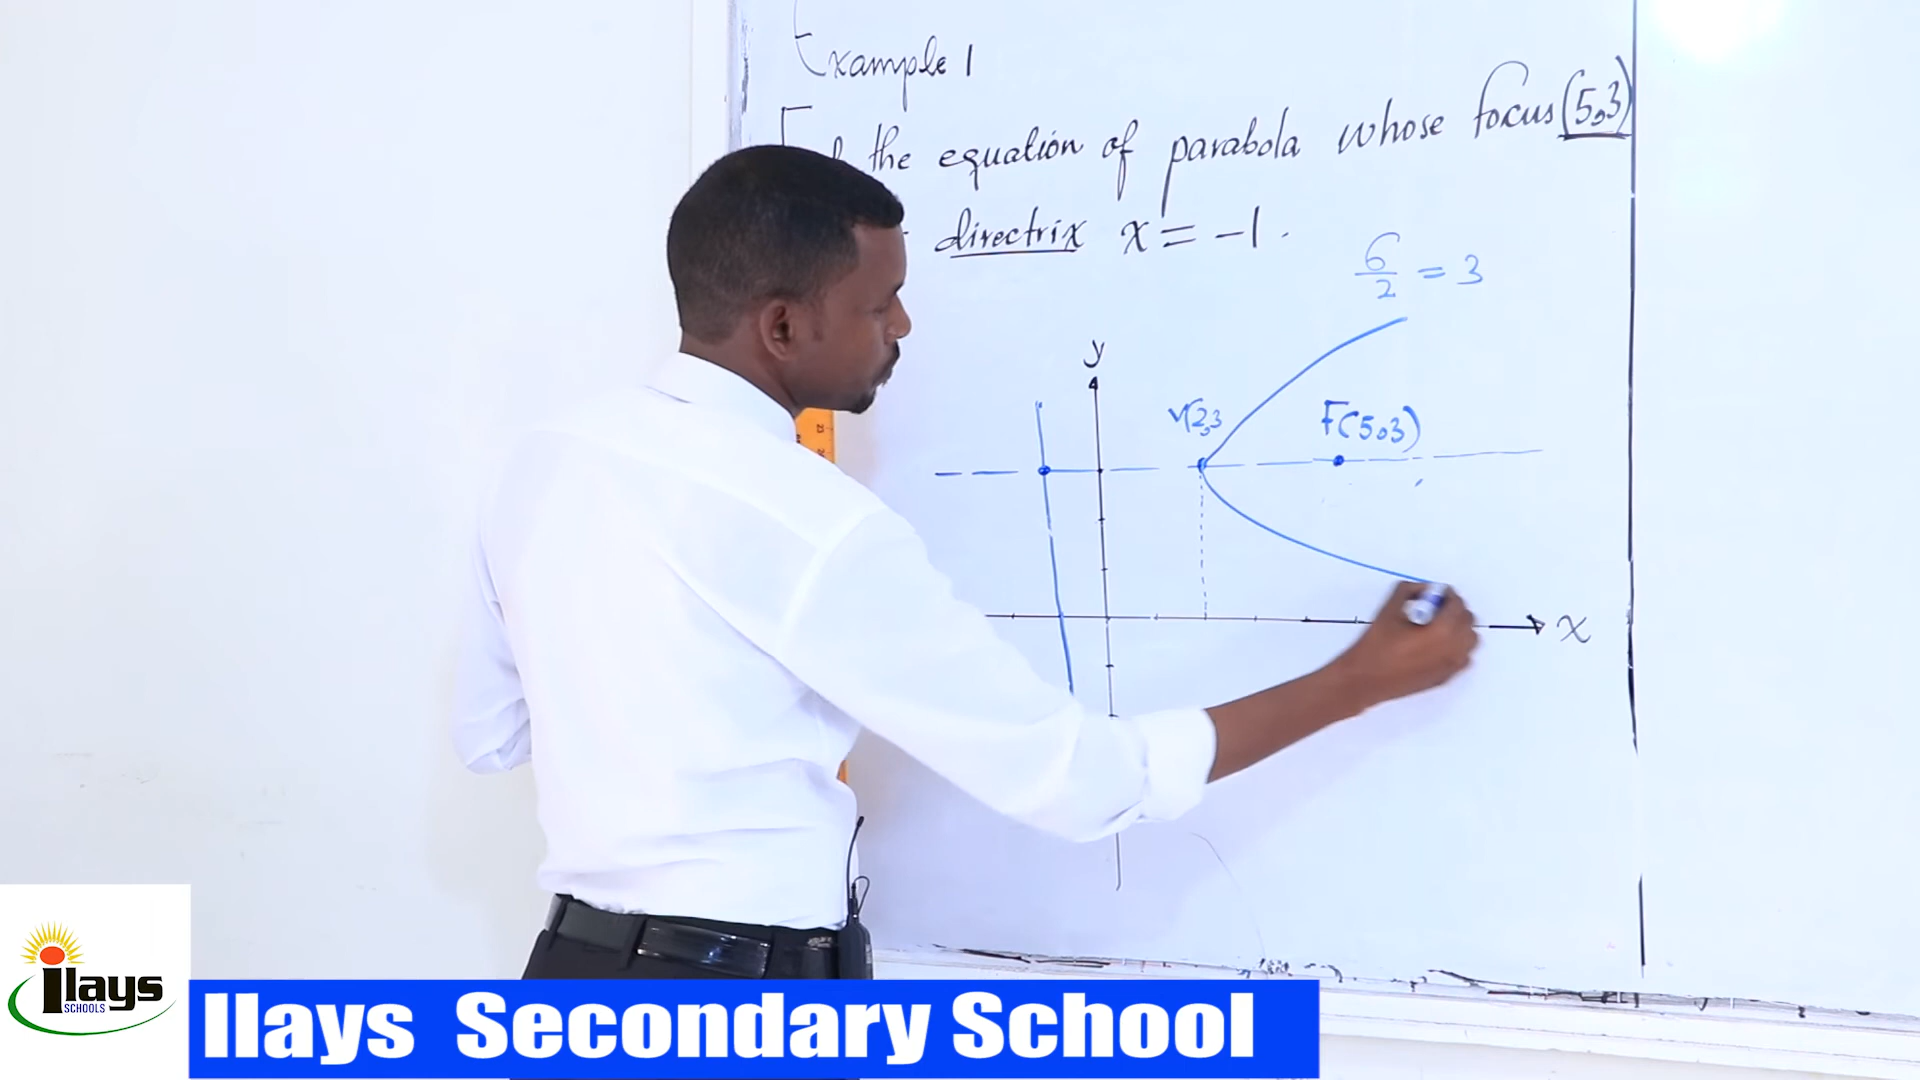 Example 1
the equation of parabola whose focus (5,3)
directrix x = -1.
6/2 = 3
y
V(2,3
F(5,3)
x
ilays
SCHOOLS
Ilays Secondary School